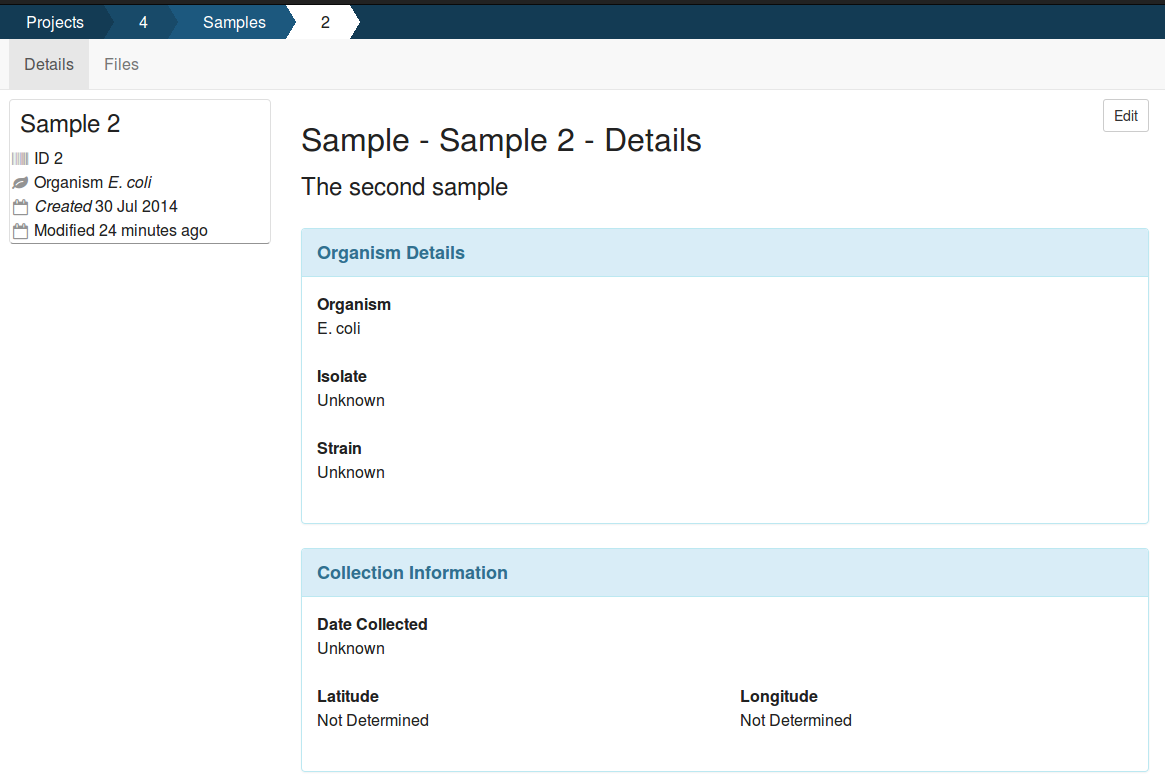 Projects 4 Samples 2
Details Files
Sample 2
ID 2
Organism E. coli
Created 30 Jul 2014
Modified 24 minutes ago
Edit
Sample - Sample 2 - Details
The second sample
Organism Details
Organism
E. coli
Isolate
Unknown
Strain
Unknown
Collection Information
Date Collected
Unknown
Latitude Longitude
Not Determined Not Determined